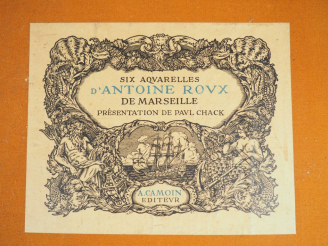 SIX AQVARELLES
D'ANTOINE ROVX
DE MARSEILLE
PRÉSENTATION DE PAVL CHACK
A. CAMOIN
EDITEVR